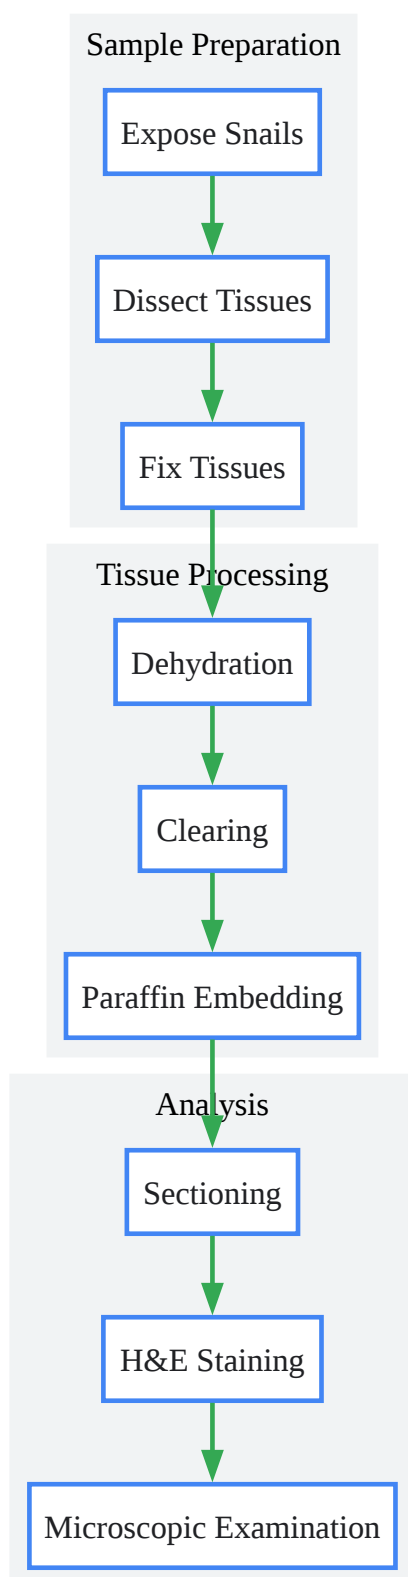 Sample Preparation
Expose Snails
Dissect Tissues
Fix Tissues
Tissue Processing
Dehydration
Clearing
Paraffin Embedding
Analysis
Sectioning
H&E Staining
Microscopic Examination